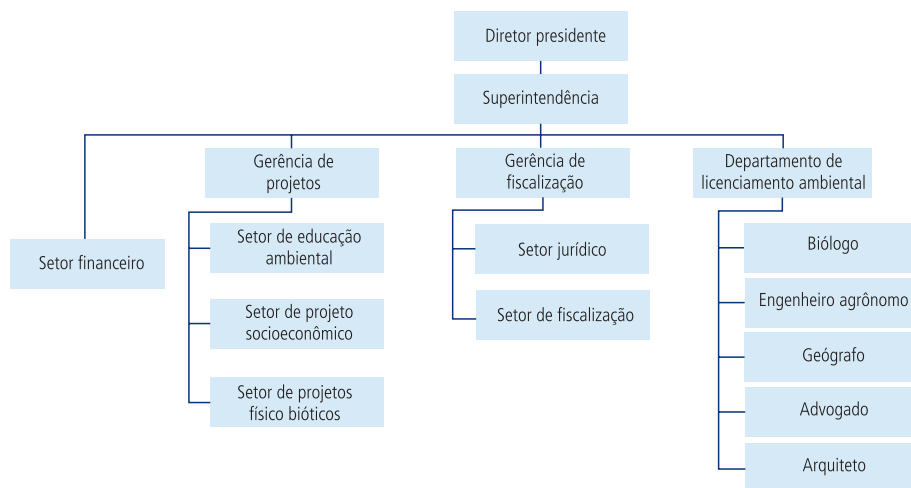 Diretor presidente
Superintendência
Gerência de
projetos
Gerência de
fiscalização
Departamento de
licenciamento ambiental
Setor financeiro
Setor de educação
ambiental
Setor de projeto
socioeconômico
Setor de projetos
físico bióticos
Setor jurídico
Setor de fiscalização
Biólogo
Engenheiro agrônomo
Geógrafo
Advogado
Arquiteto